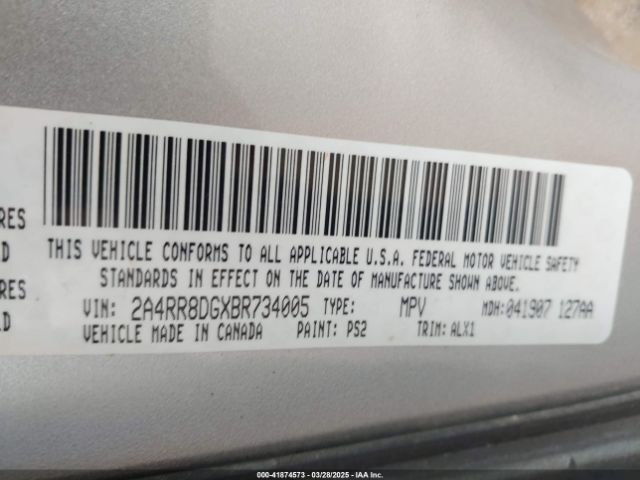 RES
THIS VEHICLE CONFORMS TO ALL APPLICABLE U.S.A. FEDERAL MOTOR VEHICLE SAFETY
D
STANDARDS IN EFFECT ON THE DATE OF MANUFACTURE SHOWN ABOVE.
RES
VIN: 2A4RR8DGXBR734005 TYPE: MPV MDH:041907 127AA
D
VEHICLE MADE IN CANADA PAINT: PS2 TRIM: ALX1
000-41874573 | 03/28/2025 | IAA Inc.